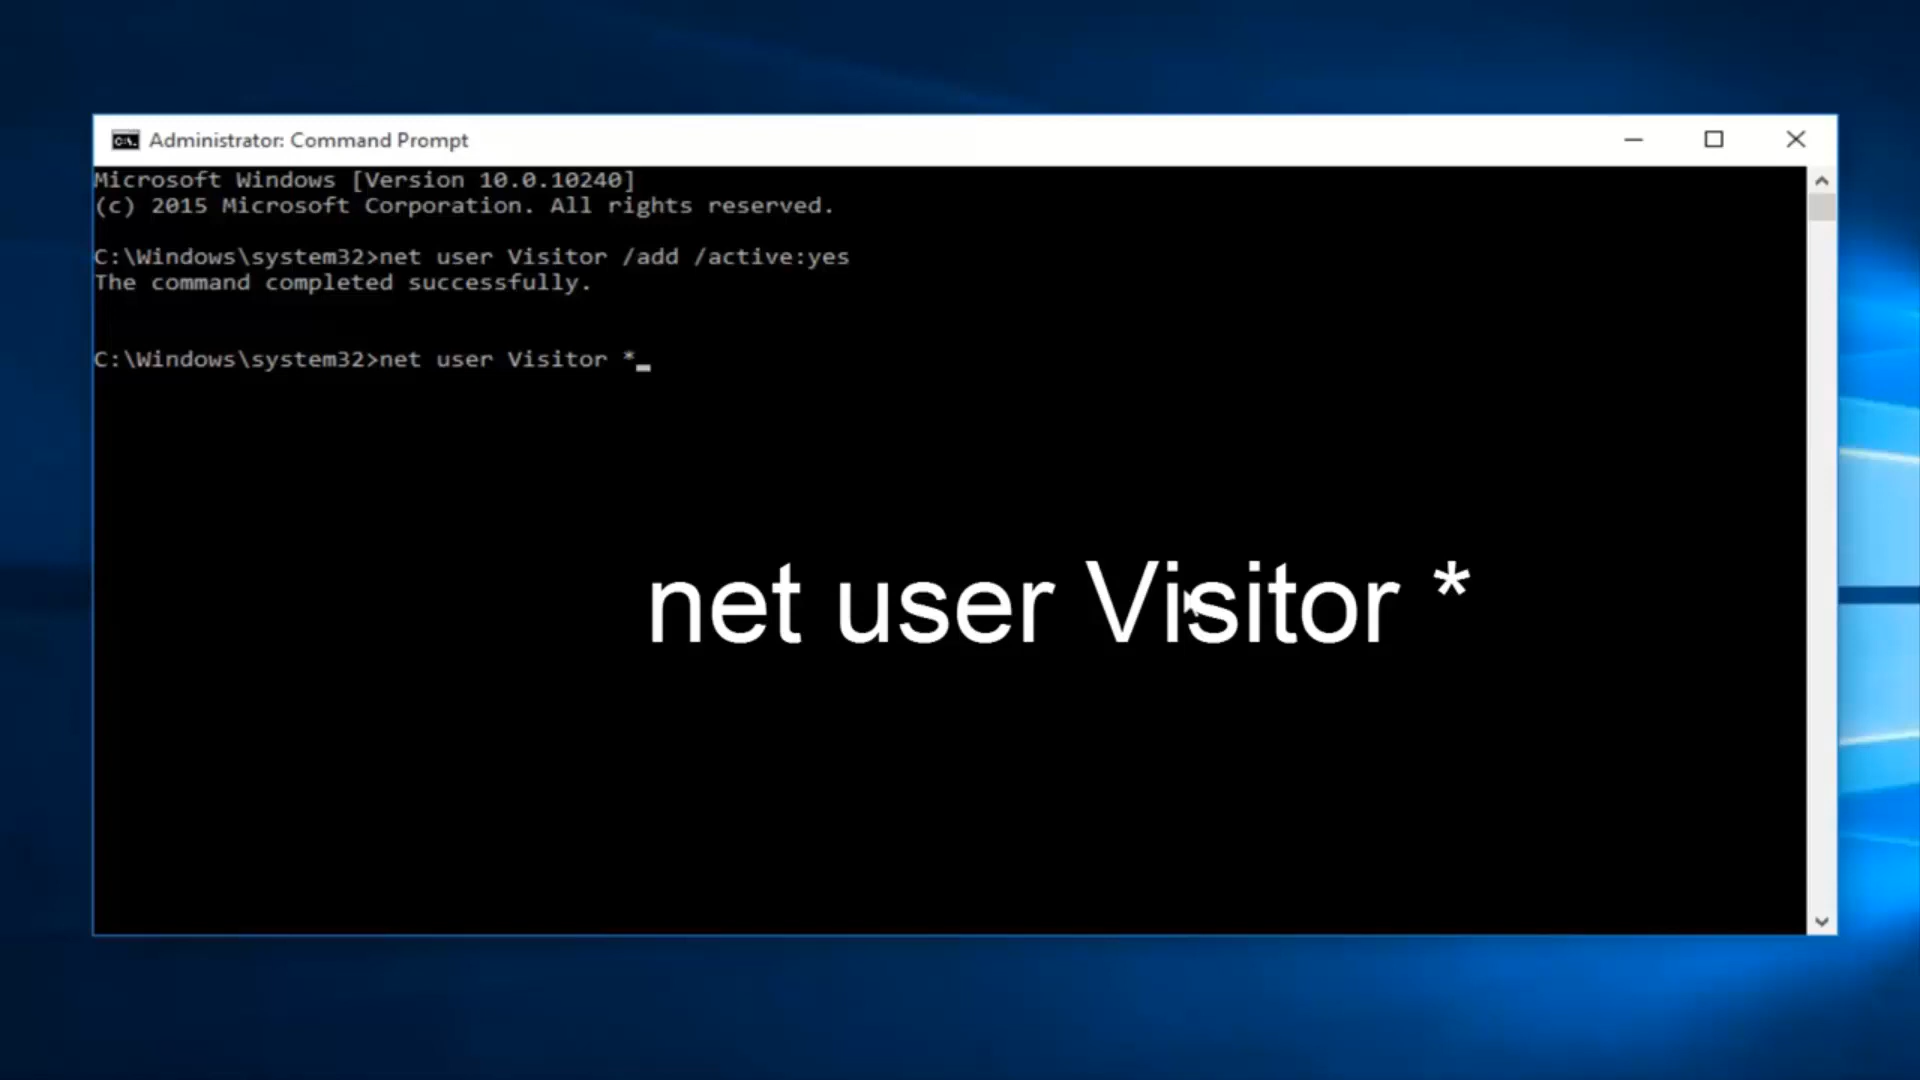 Administrator: Command Prompt
Microsoft Windows [Version 10.0.10240]
(c) 2015 Microsoft Corporation. All rights reserved.
C:\Windows\system32>net user Visitor /add /active:yes
The command completed successfully.
C:\Windows\system32>net user Visitor *
net user Visitor *